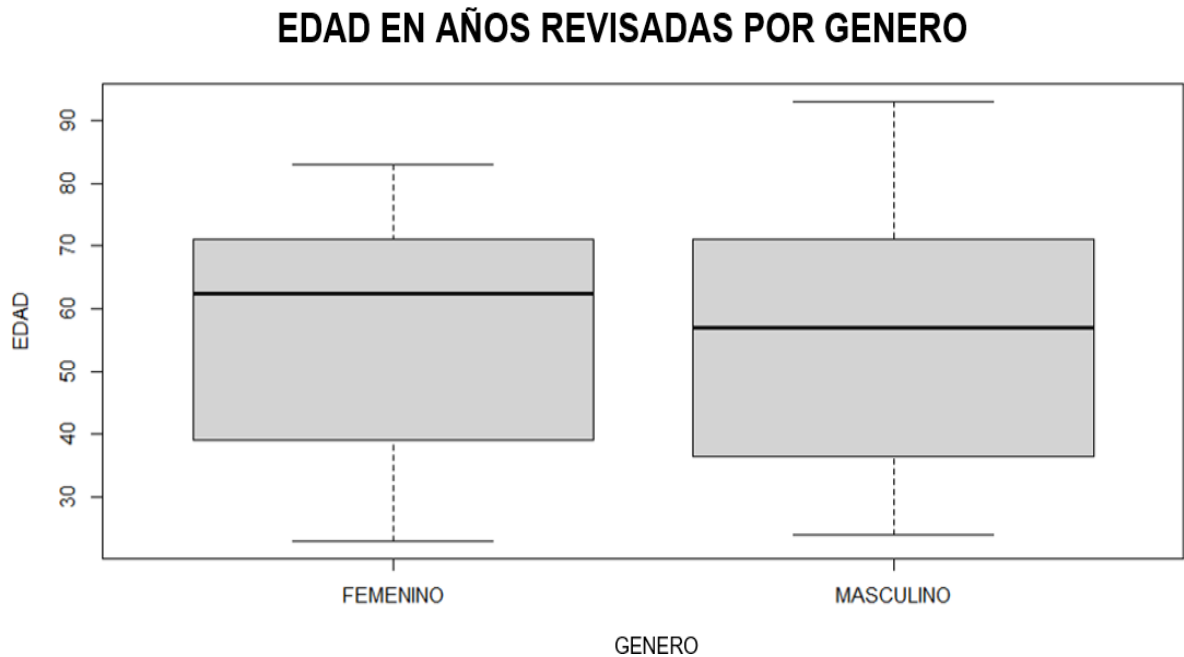 EDAD EN AÑOS REVISADAS POR GENERO
90
80
70
60
50
40
30
EDAD
FEMENINO MASCULINO
GENERO